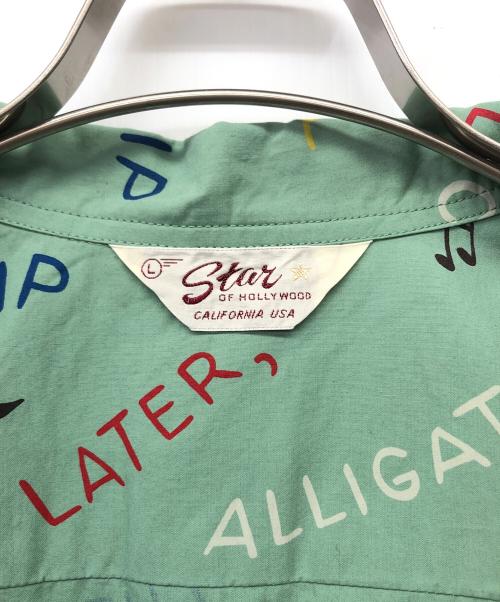 L
Star
OF HOLLYWOOD
CALIFORNIA USA
LATER,
ALLIGAT